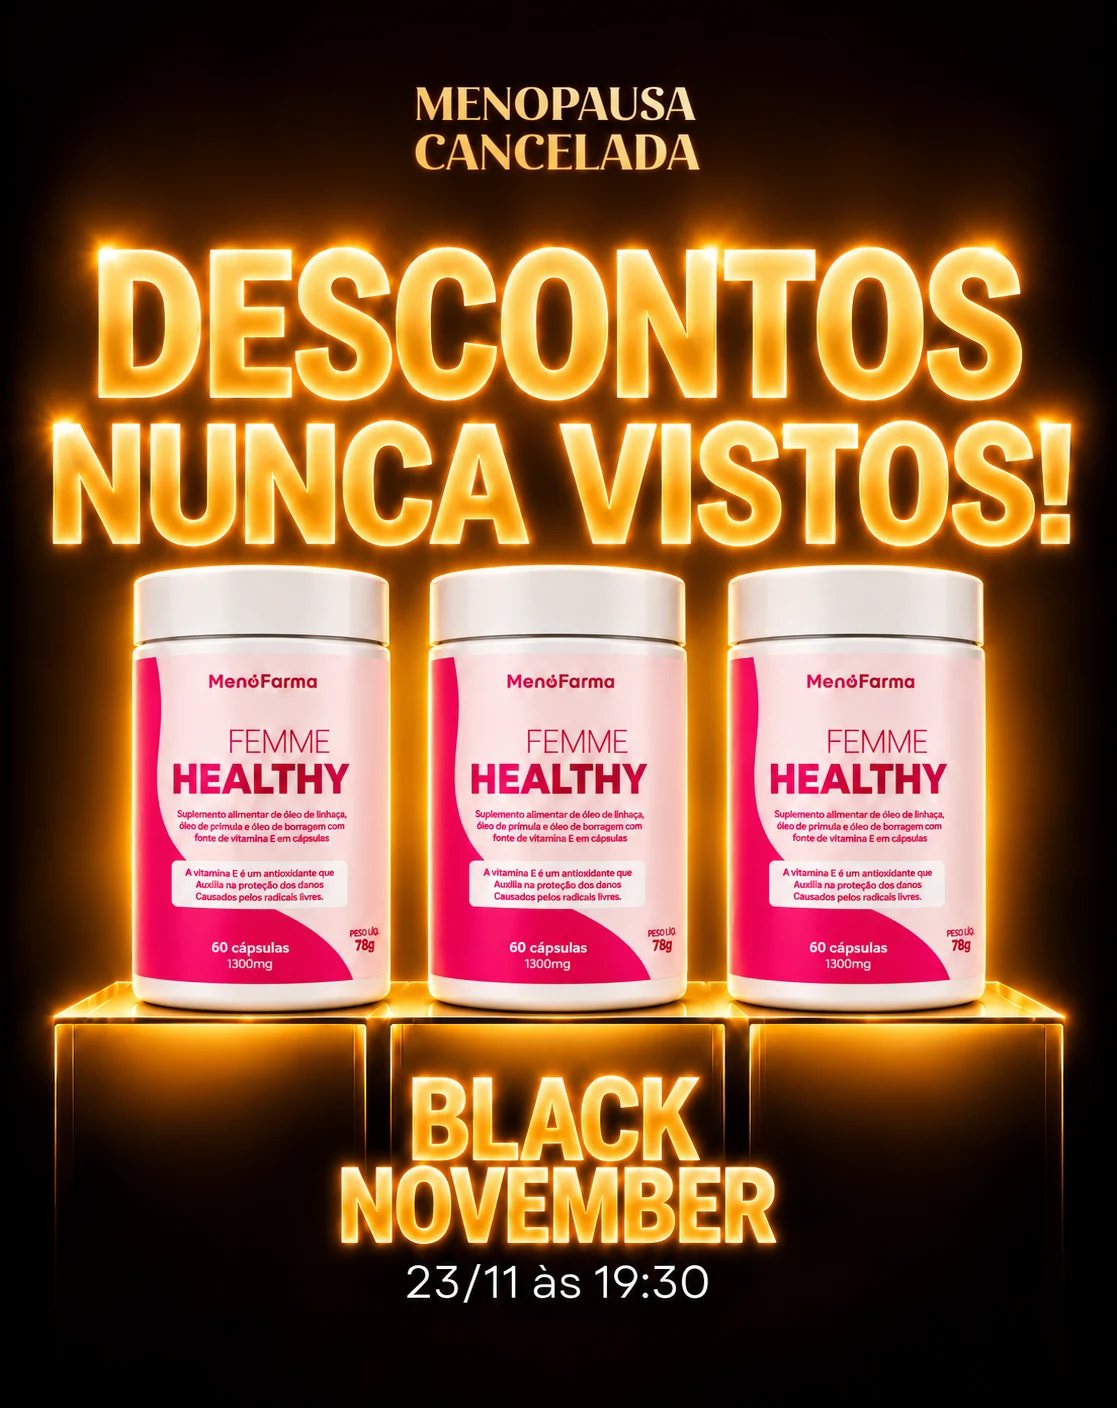 MENOPAUSA
CANCELADA
DESCONTOS
NUNCA VISTOS!
MenoFarma
FEMME
HEALTHY
Suplemento alimentar de óleo de linhaça,
óleo de prímula e óleo de borragem com
fonte de vitamina E em cápsulas
A vitamina E é um antioxidante que
Auxilia na proteção dos danos
Causados pelos radicais livres.
60 cápsulas
1300mg
PESO LÍQ.
78g
MenoFarma
FEMME
HEALTHY
Suplemento alimentar de óleo de linhaça,
óleo de prímula e óleo de borragem com
fonte de vitamina E em cápsulas
A vitamina E é um antioxidante que
Auxilia na proteção dos danos
Causados pelos radicais livres.
60 cápsulas
1300mg
PESO LÍQ.
78g
MenoFarma
FEMME
HEALTHY
Suplemento alimentar de óleo de linhaça,
óleo de prímula e óleo de borragem com
fonte de vitamina E em cápsulas
A vitamina E é um antioxidante que
Auxilia na proteção dos danos
Causados pelos radicais livres.
60 cápsulas
1300mg
PESO LÍQ.
78g
BLACK
NOVEMBER
23/11 às 19:30